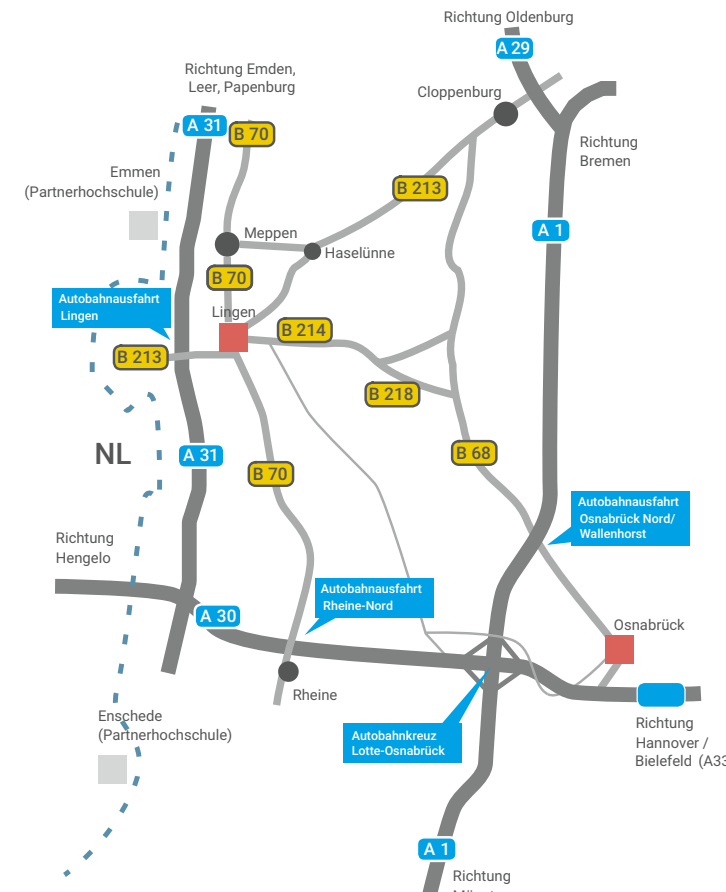 Richtung Oldenburg
A 29
Richtung Emden,
Leer, Papenburg
Cloppenburg
A 31
B 70
Richtung
Bremen
Emmen
(Partnerhochschule)
B 213
A 1
Meppen
Haselünne
B 70
Autobahnausfahrt
Lingen
Lingen
B 214
B 213
B 218
NL
A 31
B 68
B 70
Autobahnausfahrt
Osnabrück Nord/
Wallenhorst
Richtung
Hengelo
Autobahnausfahrt
Rheine-Nord
A 30
Osnabrück
Rheine
Enschede
(Partnerhochschule)
Autobahnkreuz
Lotte-Osnabrück
Richtung
Hannover /
Bielefeld (A33
A 1
Richtung